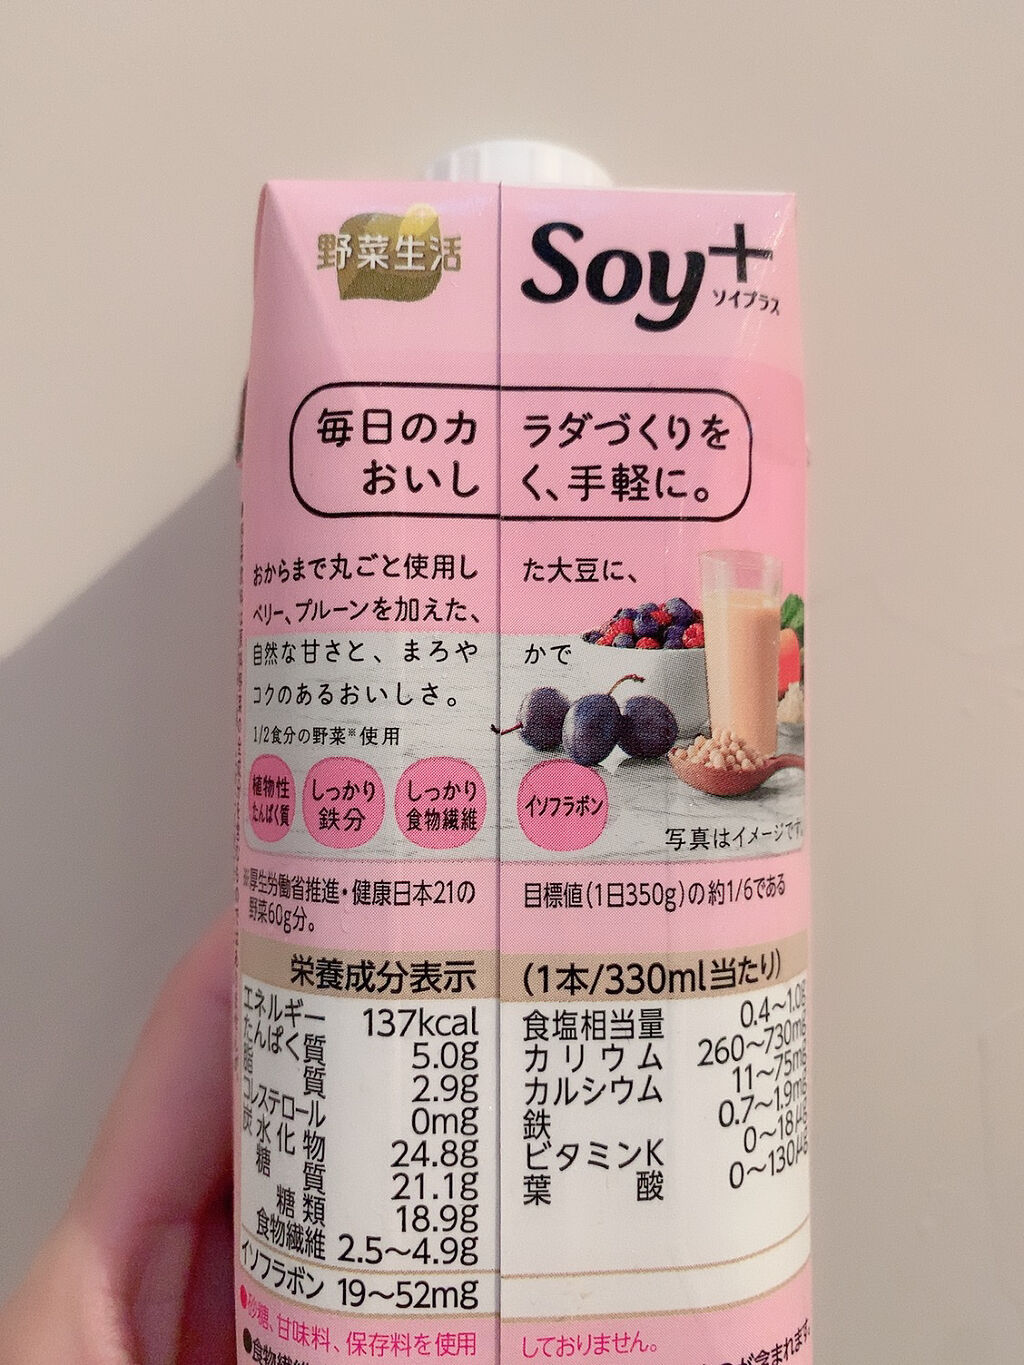 野菜生活
Soy+
ソイプラス
毎日のカラダづくりを
おいしく、手軽に。
おからまで丸ごと使用した大豆に、
ベリー、プルーンを加えた、
自然な甘さと、まろやかで
コクのあるおいしさ。
1/2食分の野菜※使用
植物性たんぱく質
しっかり鉄分
しっかり食物繊維
イソフラボン
写真はイメージです。
※厚生労働省推進・健康日本21の目標値(1日350g)の約1/6である
野菜60g分。
栄養成分表示(1本/330ml当たり)
エネルギー 137kcal
たんぱく質 5.0g
脂質 2.9g
コレステロール 0mg
炭水化物 24.8g
糖質 21.1g
糖類 18.9g
食物繊維 2.5〜4.9g
食塩相当量 0.4〜1.0g
カリウム 260〜730mg
カルシウム 11〜75mg
鉄 0.7〜1.9mg
ビタミンK 0〜18μg
葉酸 0〜130μg
イソフラボン 19〜52mg
●砂糖、甘味料、保存料を使用しておりません。
●食物繊維
が含まれます。